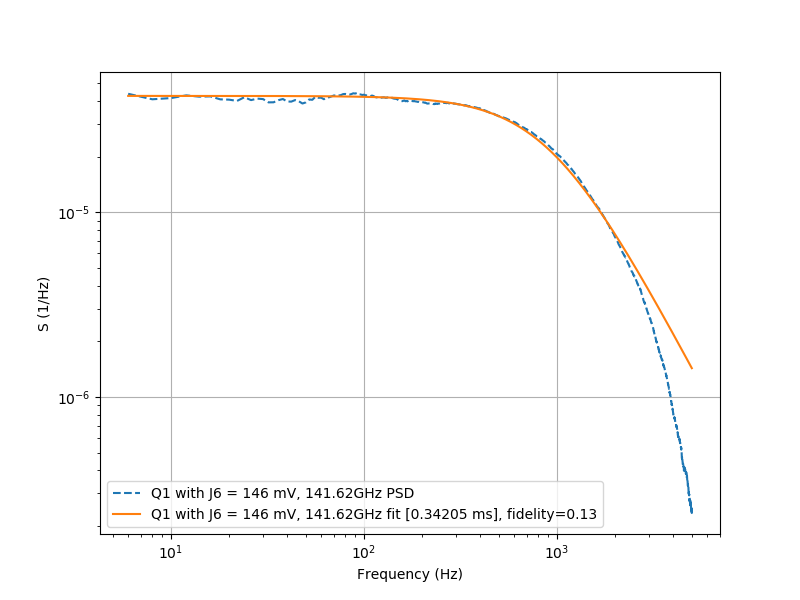 10⁻⁵
10⁻⁶
S (1/Hz)
Q1 with J6 = 146 mV, 141.62GHz PSD
Q1 with J6 = 146 mV, 141.62GHz fit [0.34205 ms], fidelity=0.13
10¹ 10² 10³
Frequency (Hz)